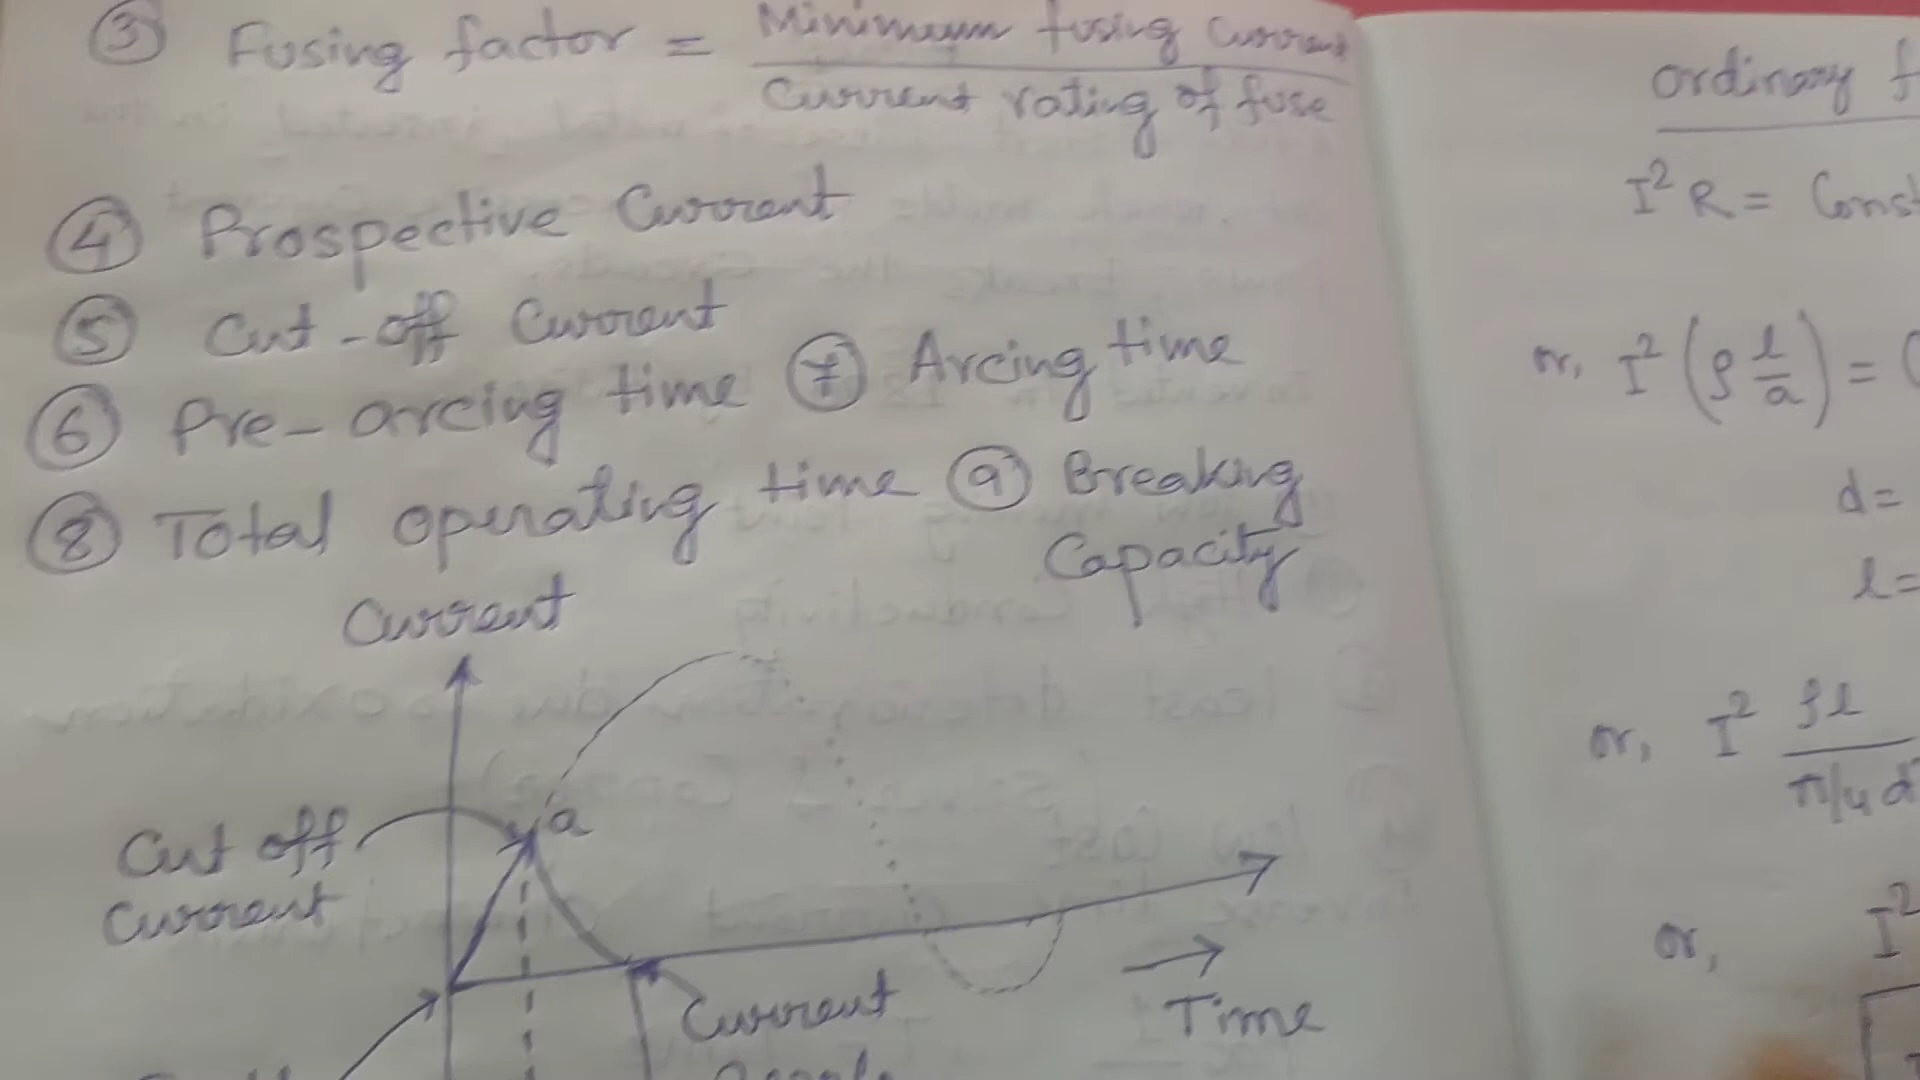 ③ Fusing factor = Minimum fusing Current
Current rating of fuse
④ Prospective Current
⑤ Cut-off Current
⑥ Pre-arcing time ⑦ Arcing time
⑧ Total operating time ⑨ Breaking
Capacity
Current
a
Cut off
Current
Current
Time
ordinary
I² R = Const
or, I² (ρ l/a) =
d =
l =
or, I² ρl
π/4 d
or, I²